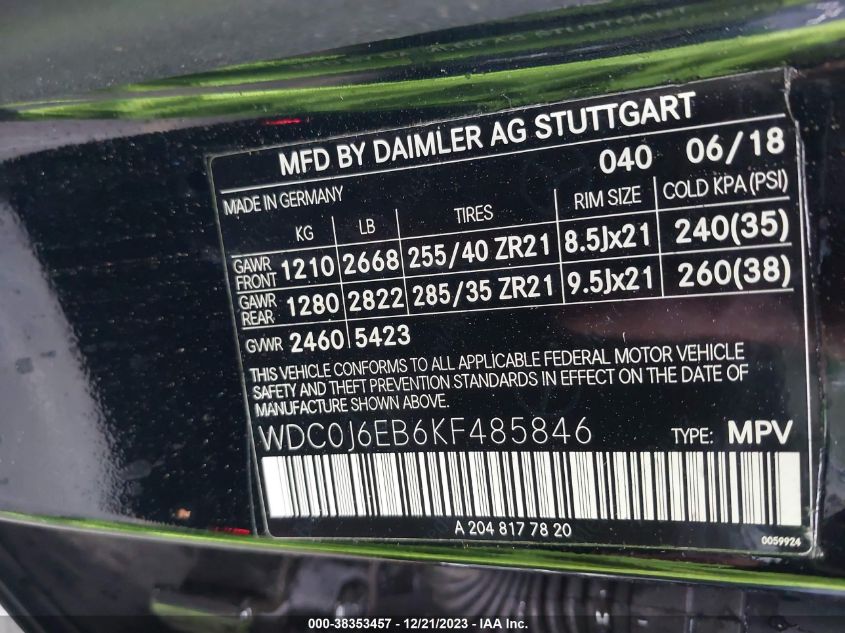 MFD BY DAIMLER AG STUTTGART
040 06/18
MADE IN GERMANY
KG LB TIRES RIM SIZE COLD KPA (PSI)
GAWR FRONT 1210 2668 255/40 ZR21 8.5Jx21 240(35)
GAWR REAR 1280 2822 285/35 ZR21 9.5Jx21 260(38)
GVWR 2460 5423
THIS VEHICLE CONFORMS TO ALL APPLICABLE FEDERAL MOTOR VEHICLE
SAFETY AND THEFT PREVENTION STANDARDS IN EFFECT ON THE DATE OF
MANUFACTURE SHOWN ABOVE.
WDC0J6EB6KF485846 TYPE: MPV
A 204 817 78 20
0059924
000-38353457 - 12/21/2023 - IAA Inc.